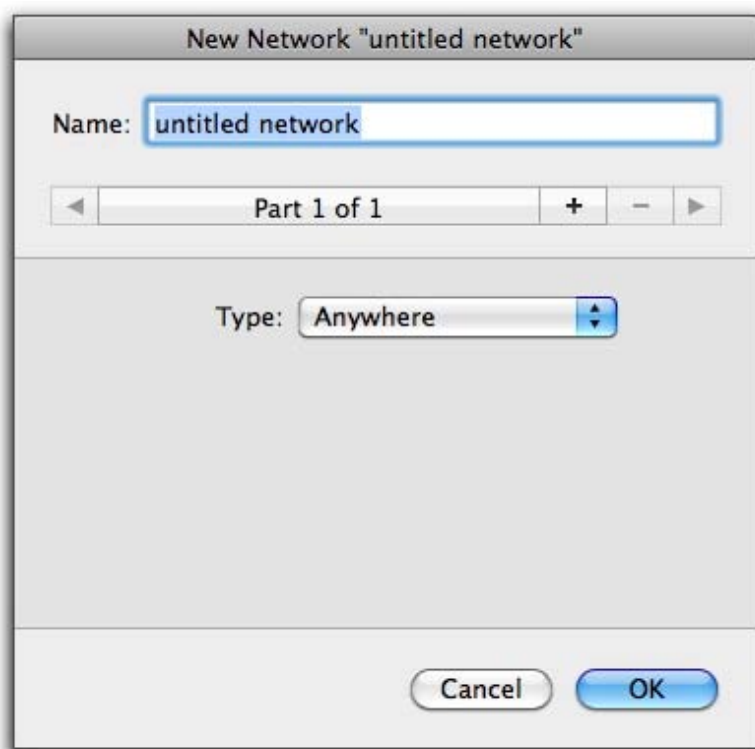 New Network "untitled network"
Name: untitled network
Part 1 of 1 + −
Type: Anywhere
Cancel OK